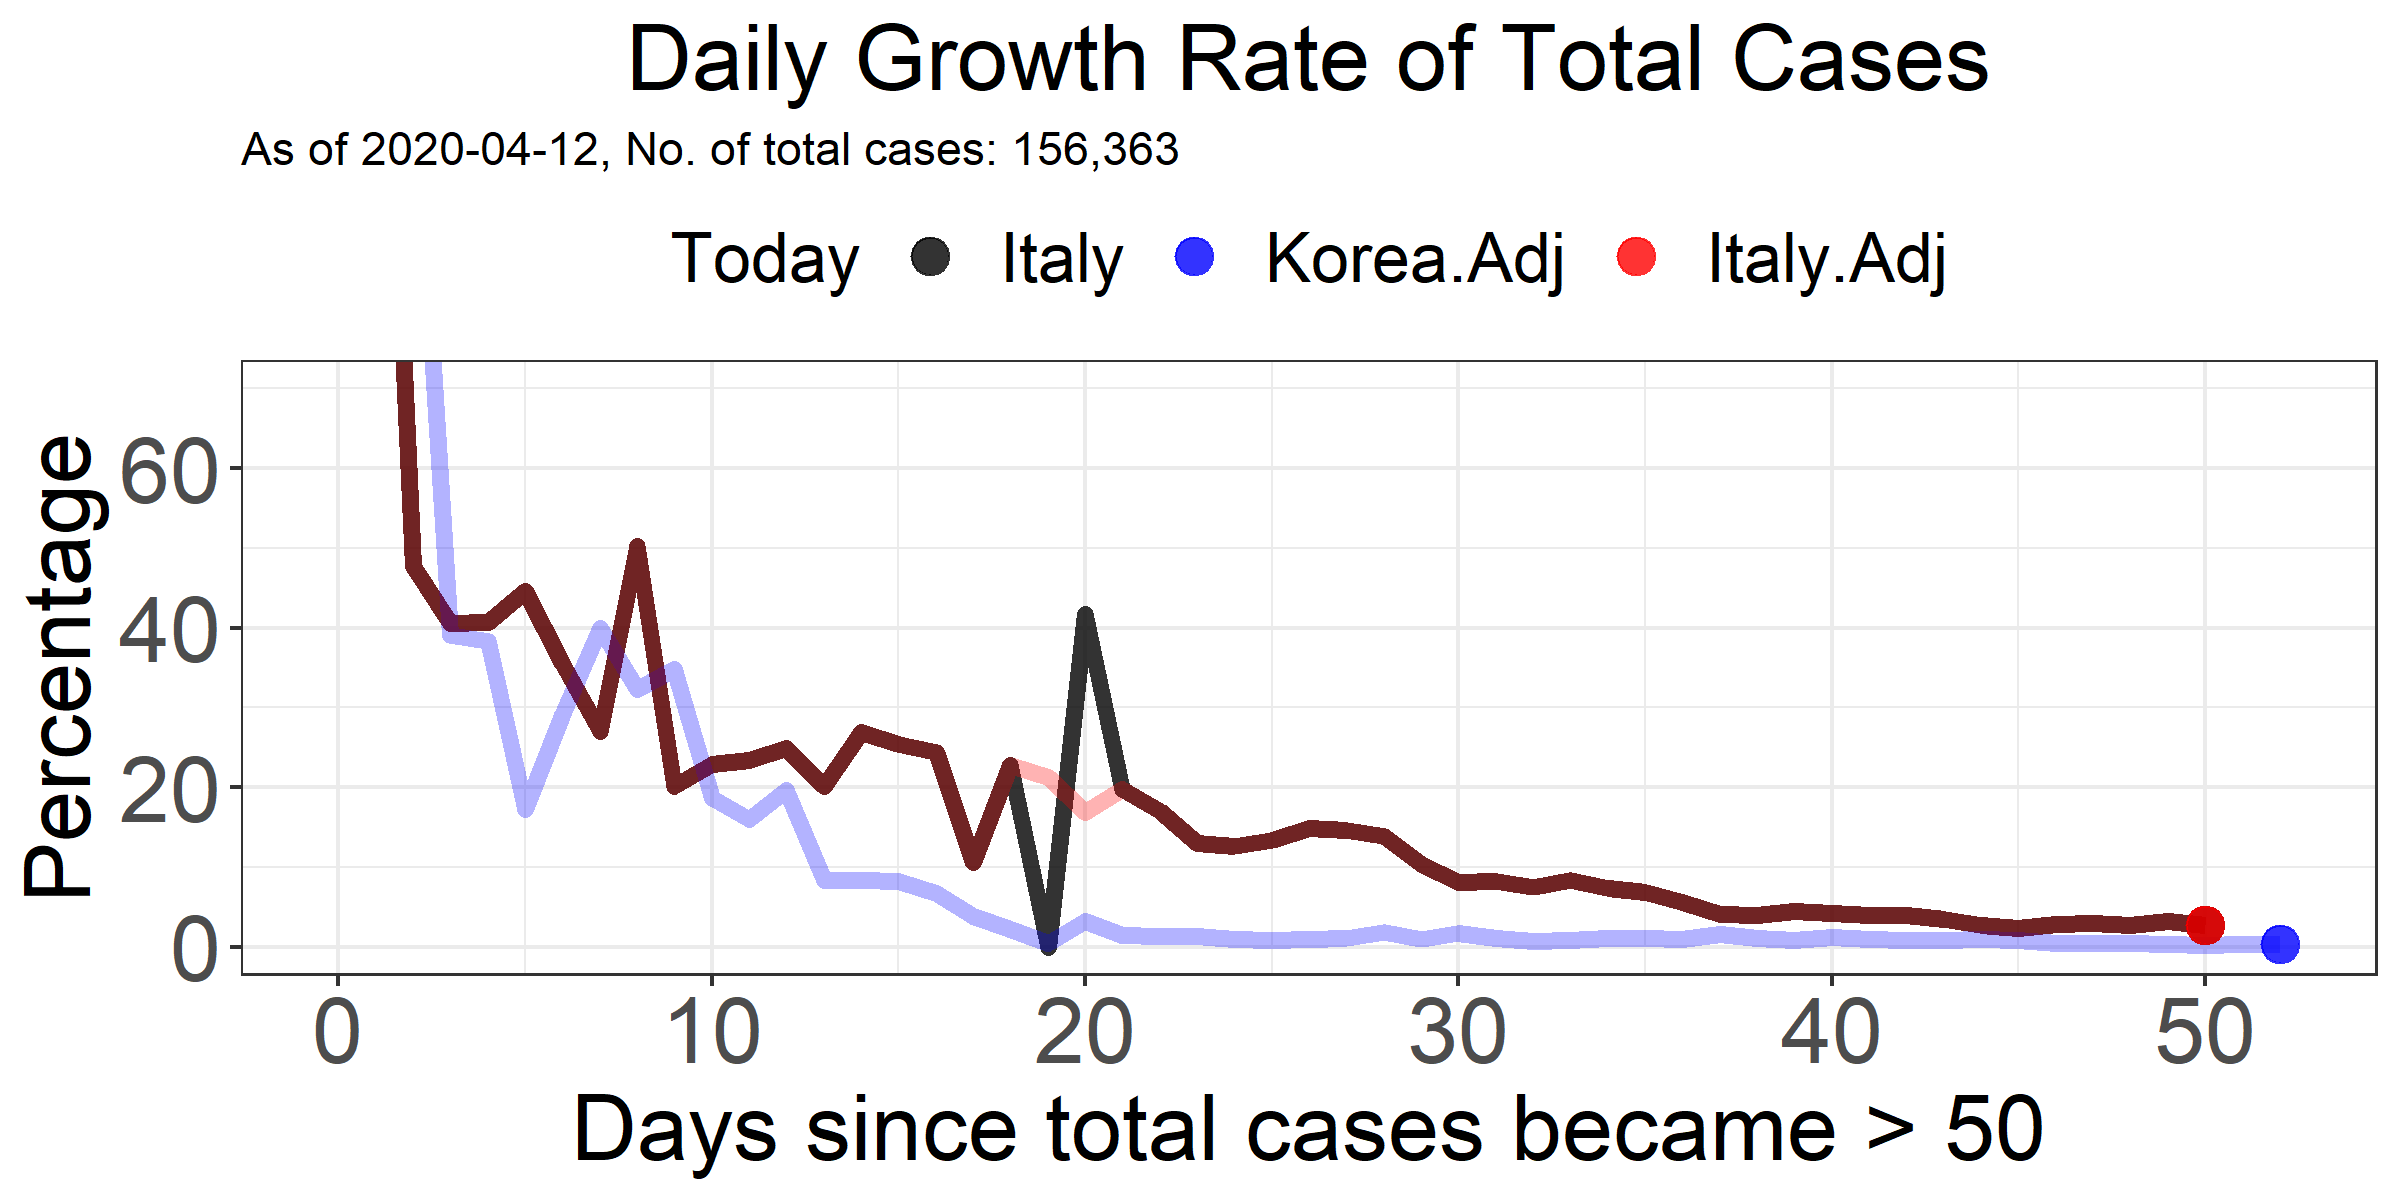 Daily Growth Rate of Total Cases
As of 2020-04-12, No. of total cases: 156,363
Today Italy Korea.Adj Italy.Adj
Percentage
60
40
20
0
0 10 20 30 40 50
Days since total cases became > 50